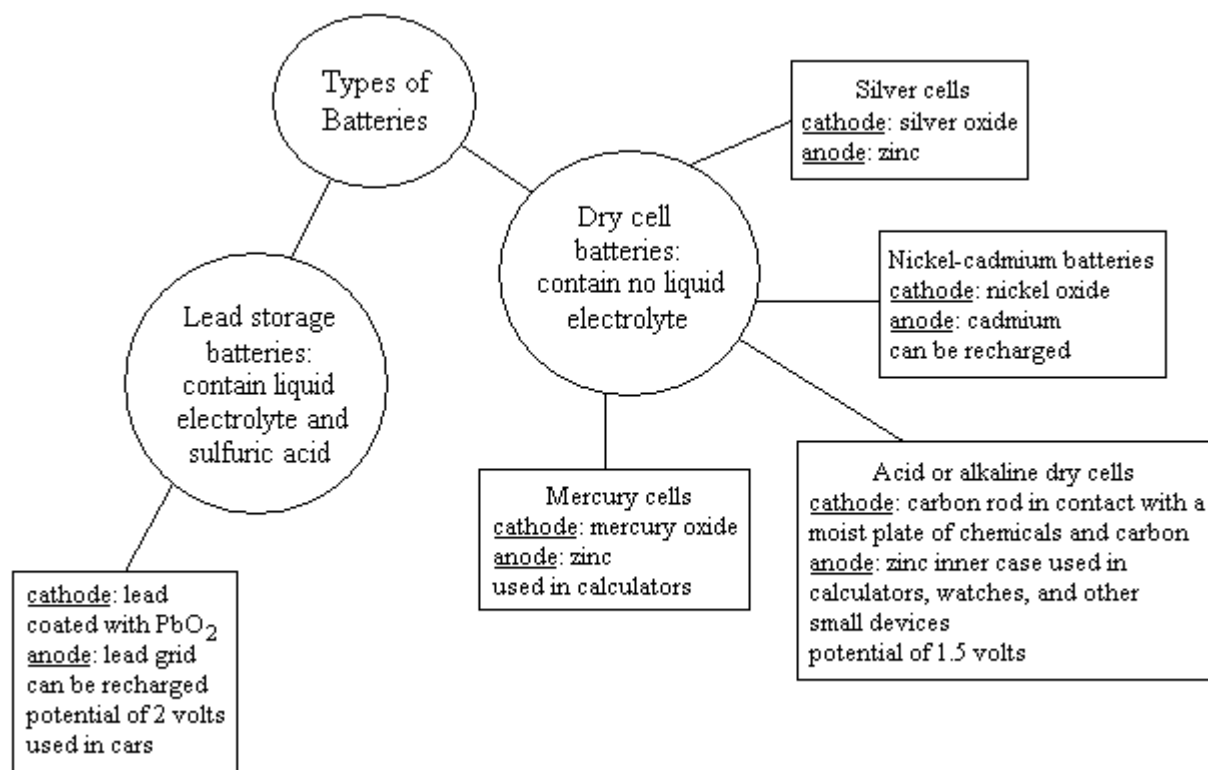 Types of
Batteries
Silver cells
cathode: silver oxide
anode: zinc
Dry cell
batteries:
contain no liquid
electrolyte
Nickel-cadmium batteries
cathode: nickel oxide
anode: cadmium
can be recharged
Lead storage
batteries:
contain liquid
electrolyte and
sulfuric acid
Mercury cells
cathode: mercury oxide
anode: zinc
used in calculators
Acid or alkaline dry cells
cathode: carbon rod in contact with a
moist plate of chemicals and carbon
anode: zinc inner case used in
calculators, watches, and other
small devices
potential of 1.5 volts
cathode: lead
coated with PbO2
anode: lead grid
can be recharged
potential of 2 volts
used in cars